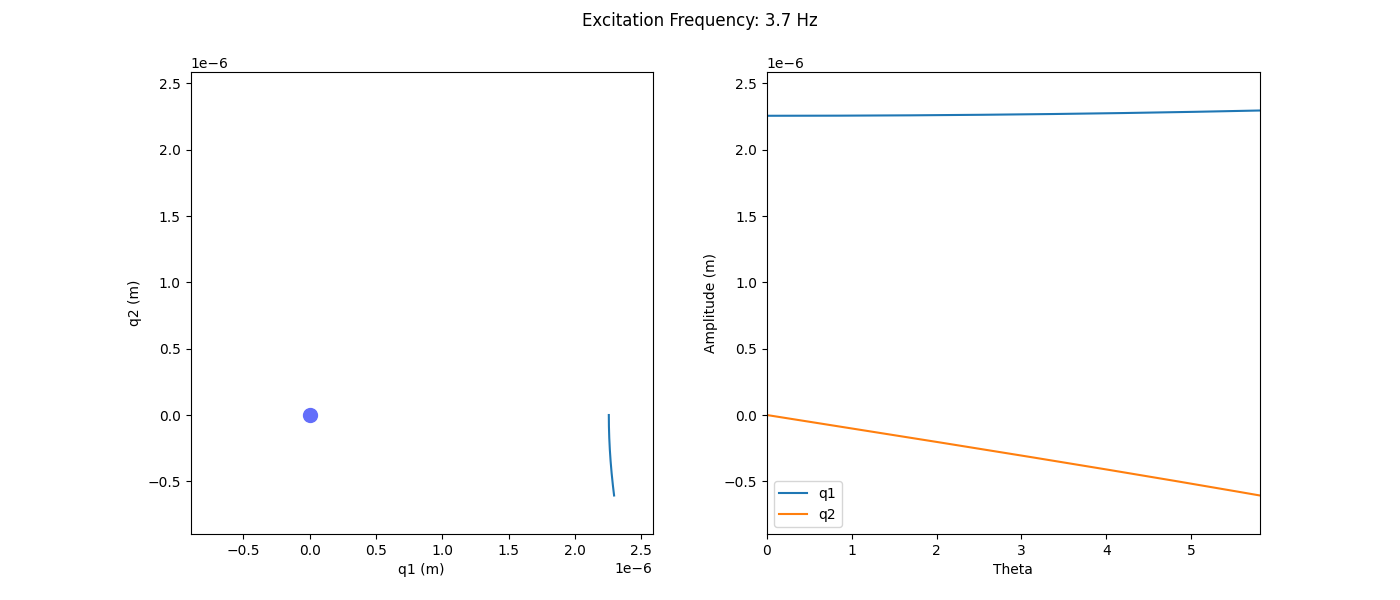 Excitation Frequency: 3.7 Hz
1e−6
2.5
2.0
1.5
1.0
0.5
0.0
−0.5
q2 (m)
−0.5 0.0 0.5 1.0 1.5 2.0 2.5
q1 (m)
1e−6
1e−6
2.5
2.0
1.5
1.0
0.5
0.0
−0.5
Amplitude (m)
q1
q2
0 1 2 3 4 5
Theta